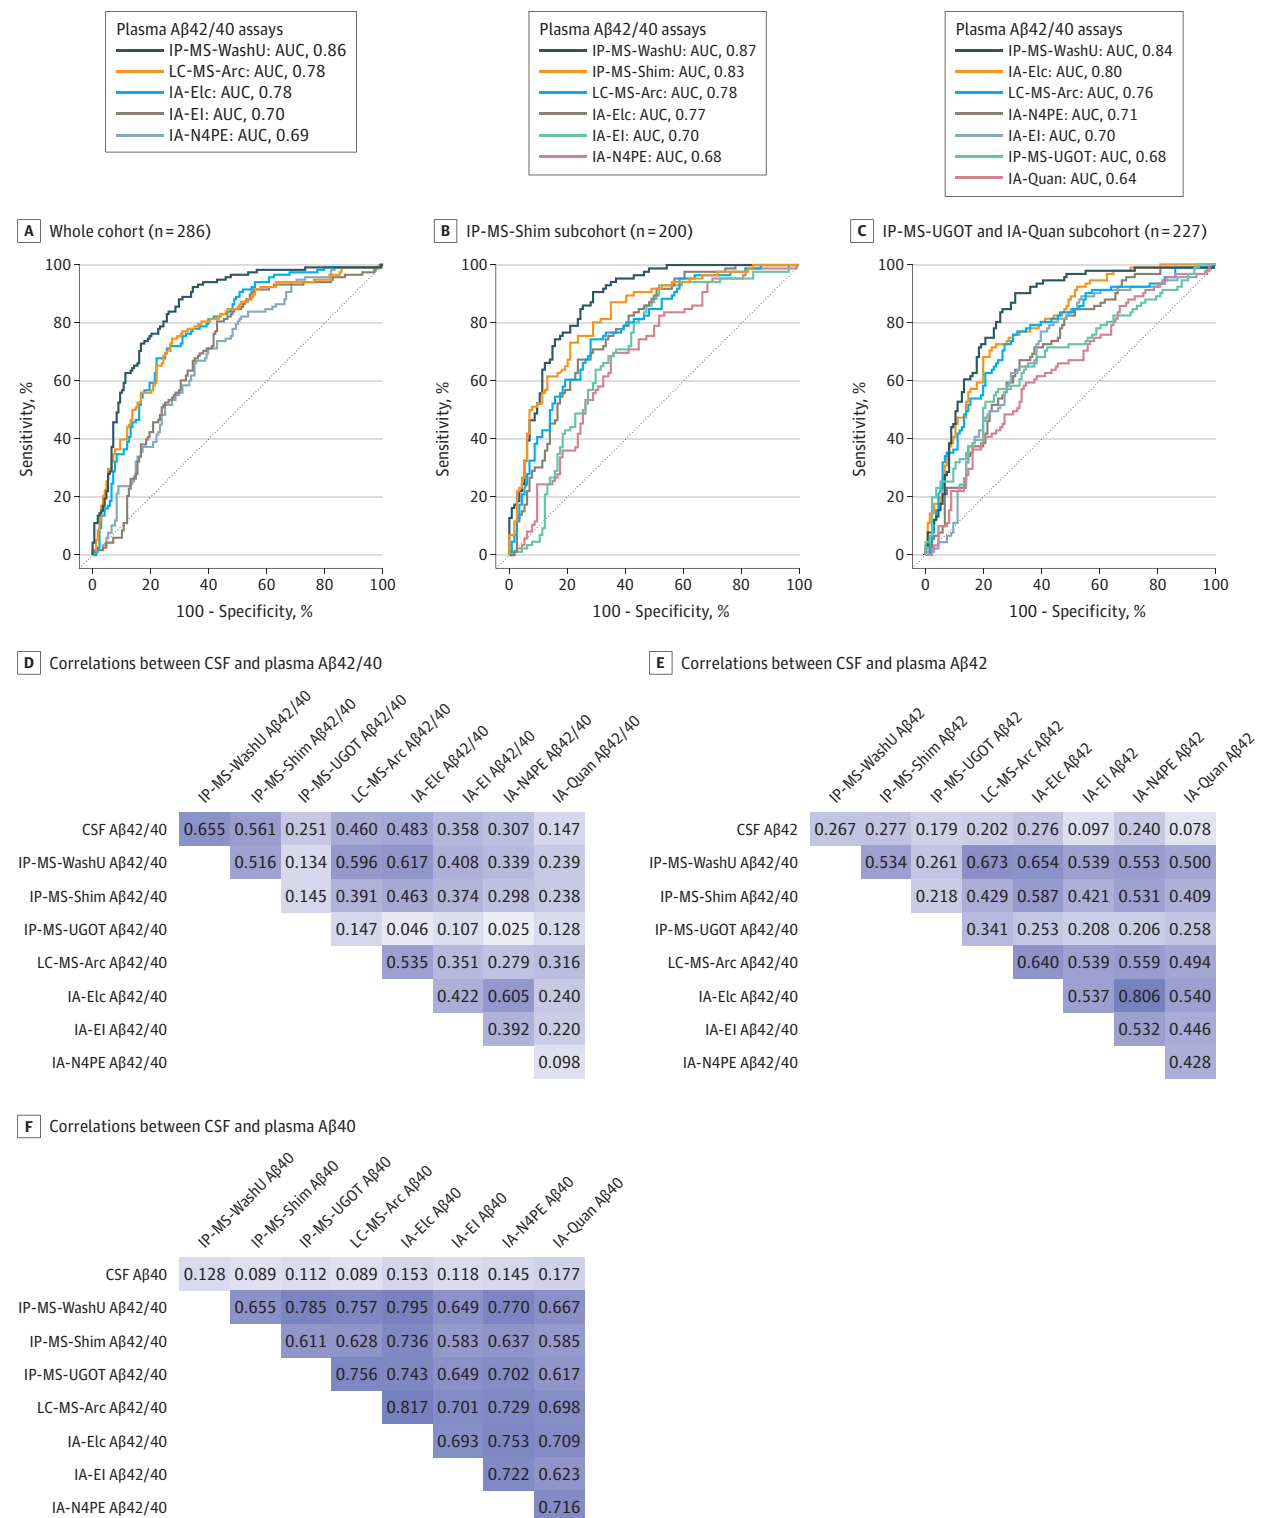 Plasma Aβ42/40 assays
IP-MS-WashU: AUC, 0.86
LC-MS-Arc: AUC, 0.78
IA-Elc: AUC, 0.78
IA-EI: AUC, 0.70
IA-N4PE: AUC, 0.69
Plasma Aβ42/40 assays
IP-MS-WashU: AUC, 0.87
IP-MS-Shim: AUC, 0.83
LC-MS-Arc: AUC, 0.78
IA-Elc: AUC, 0.77
IA-EI: AUC, 0.70
IA-N4PE: AUC, 0.68
Plasma Aβ42/40 assays
IP-MS-WashU: AUC, 0.84
IA-Elc: AUC, 0.80
LC-MS-Arc: AUC, 0.76
IA-N4PE: AUC, 0.71
IA-EI: AUC, 0.70
IP-MS-UGOT: AUC, 0.68
IA-Quan: AUC, 0.64
A Whole cohort (n = 286)
100
80
60
40
20
0
Sensitivity, %
0 20 40 60 80 100
100 - Specificity, %
B IP-MS-Shim subcohort (n = 200)
100
80
60
40
20
0
Sensitivity, %
0 20 40 60 80 100
100 - Specificity, %
C IP-MS-UGOT and IA-Quan subcohort (n = 227)
100
80
60
40
20
0
Sensitivity, %
0 20 40 60 80 100
100 - Specificity, %
D Correlations between CSF and plasma Aβ42/40
IP-MS-WashU Aβ42/40
IP-MS-Shim Aβ42/40
IP-MS-UGOT Aβ42/40
LC-MS-Arc Aβ42/40
IA-Elc Aβ42/40
IA-EI Aβ42/40
IA-N4PE Aβ42/40
IA-Quan Aβ42/40
CSF Aβ42/40 0.655 0.561 0.251 0.460 0.483 0.358 0.307 0.147
IP-MS-WashU Aβ42/40 0.516 0.134 0.596 0.617 0.408 0.339 0.239
IP-MS-Shim Aβ42/40 0.145 0.391 0.463 0.374 0.298 0.238
IP-MS-UGOT Aβ42/40 0.147 0.046 0.107 0.025 0.128
LC-MS-Arc Aβ42/40 0.535 0.351 0.279 0.316
IA-Elc Aβ42/40 0.422 0.605 0.240
IA-EI Aβ42/40 0.392 0.220
IA-N4PE Aβ42/40 0.098
E Correlations between CSF and plasma Aβ42
IP-MS-WashU Aβ42
IP-MS-Shim Aβ42
IP-MS-UGOT Aβ42
LC-MS-Arc Aβ42
IA-Elc Aβ42
IA-EI Aβ42
IA-N4PE Aβ42
IA-Quan Aβ42
CSF Aβ42 0.267 0.277 0.179 0.202 0.276 0.097 0.240 0.078
IP-MS-WashU Aβ42/40 0.534 0.261 0.673 0.654 0.539 0.553 0.500
IP-MS-Shim Aβ42/40 0.218 0.429 0.587 0.421 0.531 0.409
IP-MS-UGOT Aβ42/40 0.341 0.253 0.208 0.206 0.258
LC-MS-Arc Aβ42/40 0.640 0.539 0.559 0.494
IA-Elc Aβ42/40 0.537 0.806 0.540
IA-EI Aβ42/40 0.532 0.446
IA-N4PE Aβ42/40 0.428
F Correlations between CSF and plasma Aβ40
IP-MS-WashU Aβ40
IP-MS-Shim Aβ40
IP-MS-UGOT Aβ40
LC-MS-Arc Aβ40
IA-Elc Aβ40
IA-EI Aβ40
IA-N4PE Aβ40
IA-Quan Aβ40
CSF Aβ40 0.128 0.089 0.112 0.089 0.153 0.118 0.145 0.177
IP-MS-WashU Aβ42/40 0.655 0.785 0.757 0.795 0.649 0.770 0.667
IP-MS-Shim Aβ42/40 0.611 0.628 0.736 0.583 0.637 0.585
IP-MS-UGOT Aβ42/40 0.756 0.743 0.649 0.702 0.617
LC-MS-Arc Aβ42/40 0.817 0.701 0.729 0.698
IA-Elc Aβ42/40 0.693 0.753 0.709
IA-EI Aβ42/40 0.722 0.623
IA-N4PE Aβ42/40 0.716